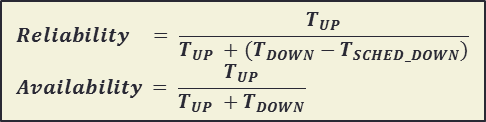 Reliability = T_UP / (T_UP + (T_DOWN − T_SCHED_DOWN))
Availability = T_UP / (T_UP + T_DOWN)